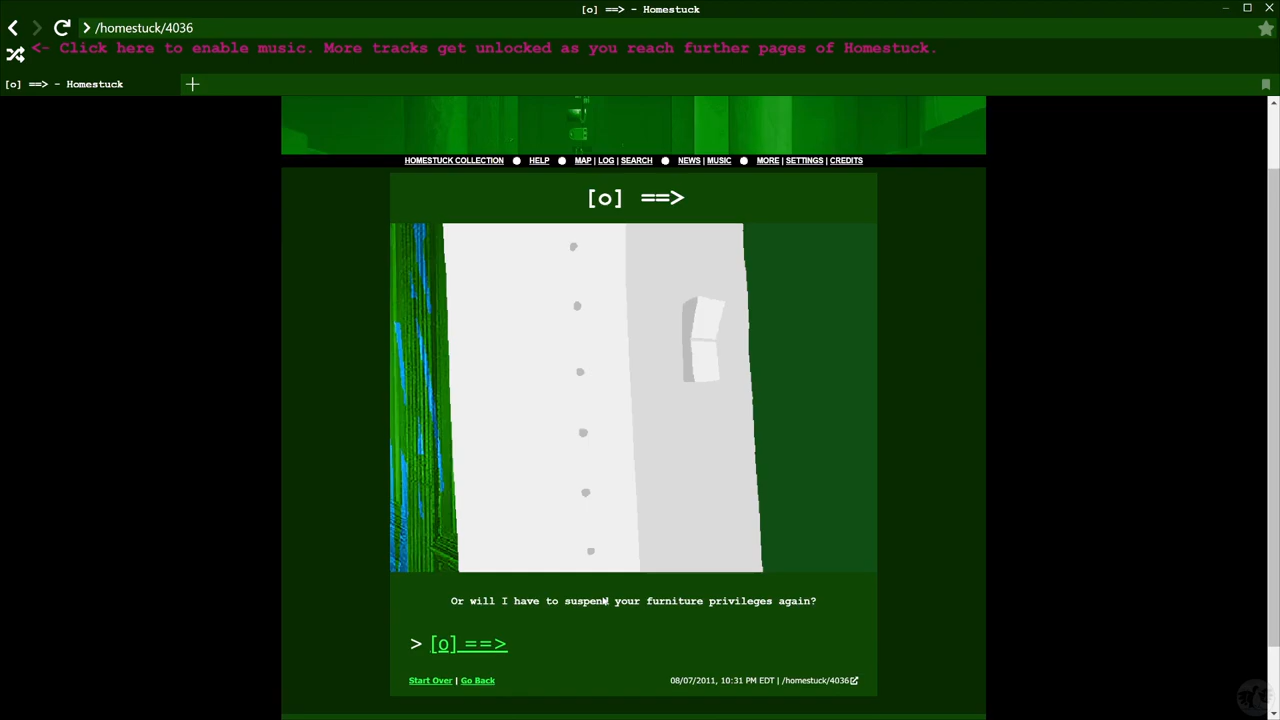 [o] ==> - Homestuck
/homestuck/4036
<- Click here to enable music. More tracks get unlocked as you reach further pages of Homestuck.
[o] ==> - Homestuck
HOMESTUCK COLLECTION HELP MAP | LOG | SEARCH NEWS | MUSIC MORE | SETTINGS | CREDITS
[o] ==>
Or will I have to suspend your furniture privileges again?
> [o] ==>
Start Over | Go Back 08/07/2011, 10:31 PM EDT | /homestuck/4036